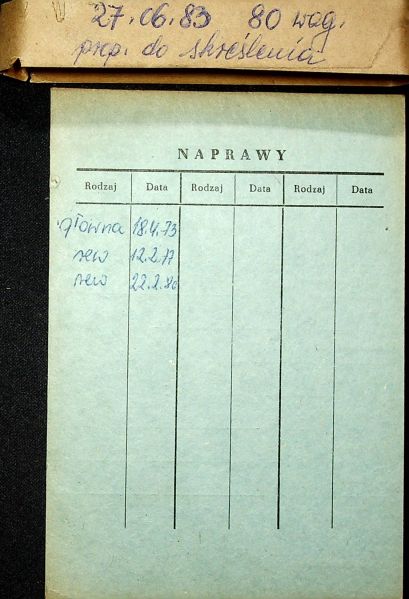 27.06.83 80 wag.
prop. do skreślenia
NAPRAWY
Rodzaj Data Rodzaj Data Rodzaj Data
główna 18.4.73
rew 12.2.77
rew 22.2.80